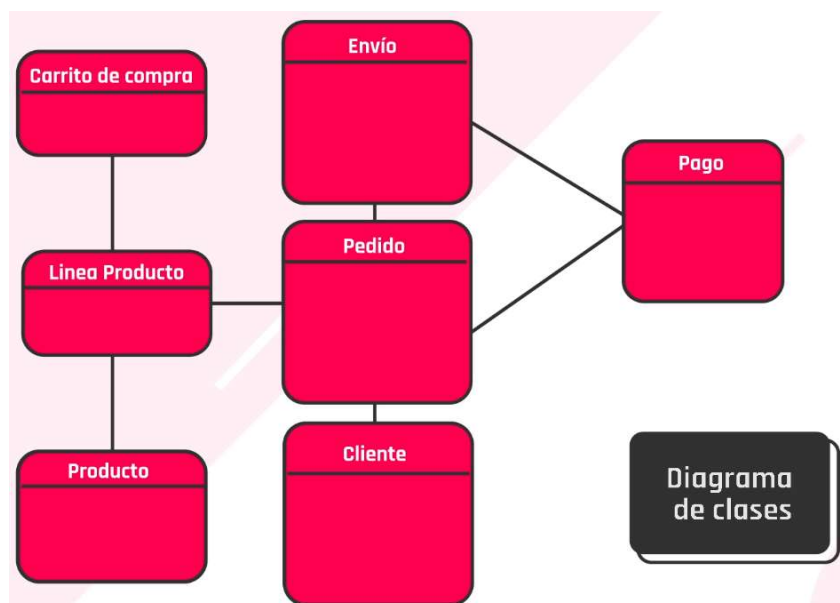 Envío
Carrito de compra
Pago
Linea Producto
Pedido
Producto
Cliente
Diagrama
de clases